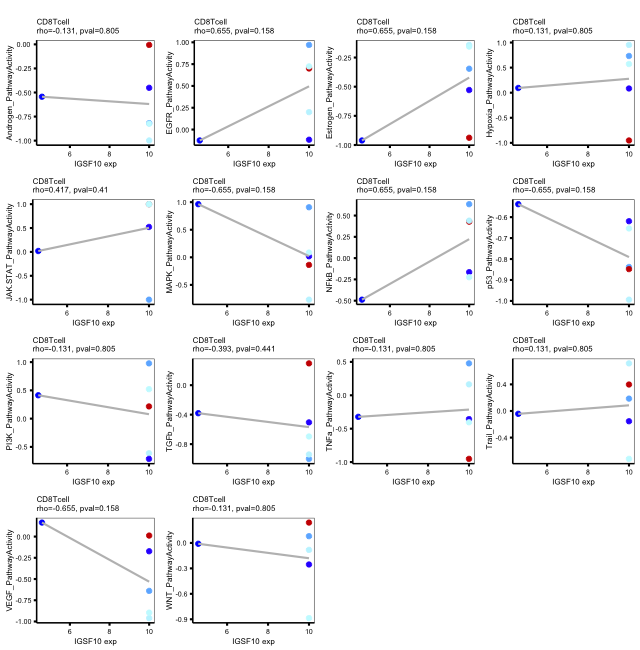 CD8Tcell
rho=-0.131, pval=0.805
Androgen_PathwayActivity
0.00
-0.25
-0.50
-0.75
-1.00
6 8 10
IGSF10 exp
CD8Tcell
rho=0.655, pval=0.158
EGFR_PathwayActivity
1.00
0.75
0.50
0.25
0.00
6 8 10
IGSF10 exp
CD8Tcell
rho=0.655, pval=0.158
Estrogen_PathwayActivity
-0.25
-0.50
-0.75
-1.00
6 8 10
IGSF10 exp
CD8Tcell
rho=0.131, pval=0.805
Hypoxia_PathwayActivity
1.0
0.5
0.0
-0.5
-1.0
6 8 10
IGSF10 exp
CD8Tcell
rho=0.417, pval=0.41
JAK.STAT_PathwayActivity
1.0
0.5
0.0
-0.5
-1.0
6 8 10
IGSF10 exp
CD8Tcell
rho=-0.655, pval=0.158
MAPK_PathwayActivity
1.0
0.5
0.0
-0.5
6 8 10
IGSF10 exp
CD8Tcell
rho=0.655, pval=0.158
NFkB_PathwayActivity
0.50
0.25
0.00
-0.25
-0.50
6 8 10
IGSF10 exp
CD8Tcell
rho=-0.655, pval=0.158
p53_PathwayActivity
-0.6
-0.7
-0.8
-0.9
-1.0
6 8 10
IGSF10 exp
CD8Tcell
rho=-0.131, pval=0.805
PI3K_PathwayActivity
1.0
0.5
0.0
-0.5
6 8 10
IGSF10 exp
CD8Tcell
rho=-0.393, pval=0.441
TGFb_PathwayActivity
0.0
-0.4
-0.8
6 8 10
IGSF10 exp
CD8Tcell
rho=-0.131, pval=0.805
TNFa_PathwayActivity
0.5
0.0
-0.5
-1.0
6 8 10
IGSF10 exp
CD8Tcell
rho=0.131, pval=0.805
Trail_PathwayActivity
0.4
0.0
-0.4
6 8 10
IGSF10 exp
CD8Tcell
rho=-0.655, pval=0.158
VEGF_PathwayActivity
0.00
-0.25
-0.50
-0.75
-1.00
6 8 10
IGSF10 exp
CD8Tcell
rho=-0.131, pval=0.805
WNT_PathwayActivity
0.0
-0.3
-0.6
-0.9
6 8 10
IGSF10 exp